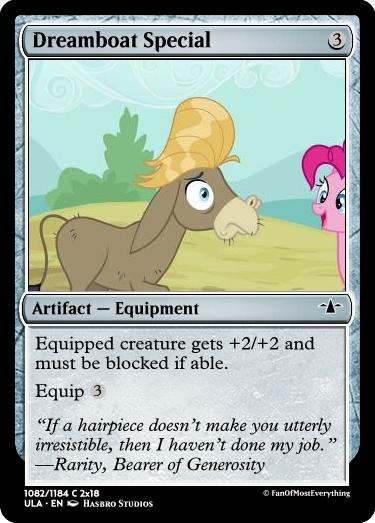 Dreamboat Special 3
Artifact — Equipment
Equipped creature gets +2/+2 and
must be blocked if able.
Equip 3
“If a hairpiece doesn’t make you utterly
irresistible, then I haven’t done my job.”
—Rarity, Bearer of Generosity
1082/1184 C 2x18
ULA • EN HASBRO STUDIOS
© FanOfMostEverything